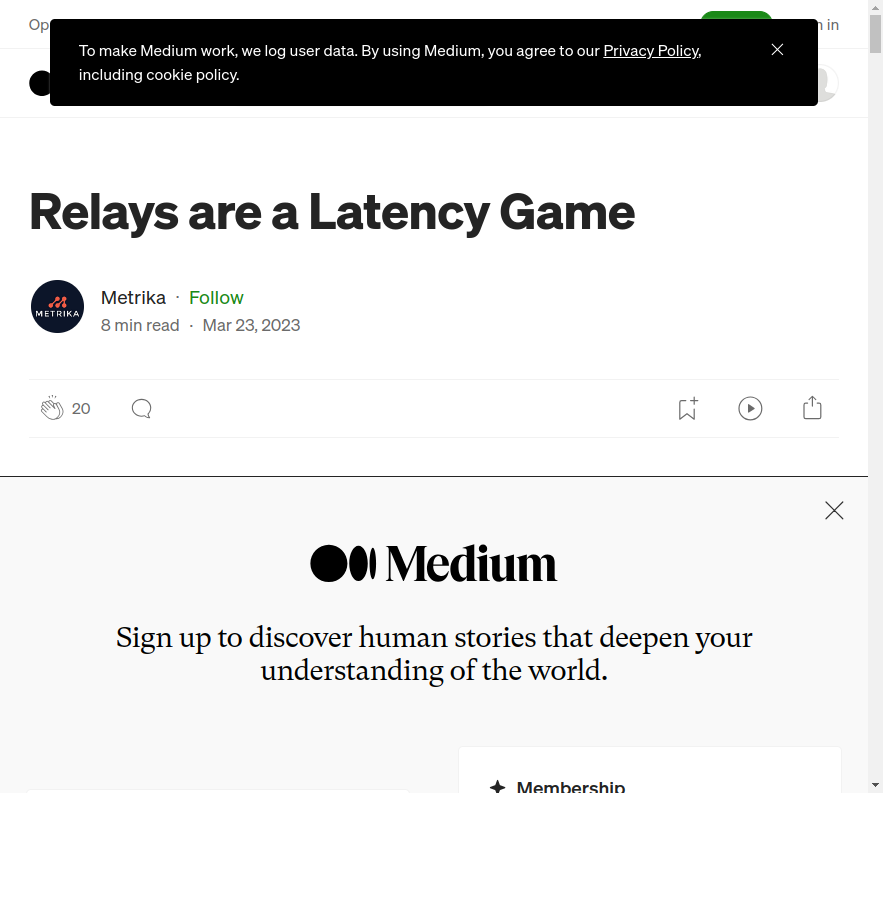 Op
To make Medium work, we log user data. By using Medium, you agree to our Privacy Policy,
including cookie policy.
n in
Relays are a Latency Game
METRIKA
Metrika · Follow
8 min read · Mar 23, 2023
20
Medium
Sign up to discover human stories that deepen your
understanding of the world.
Membership